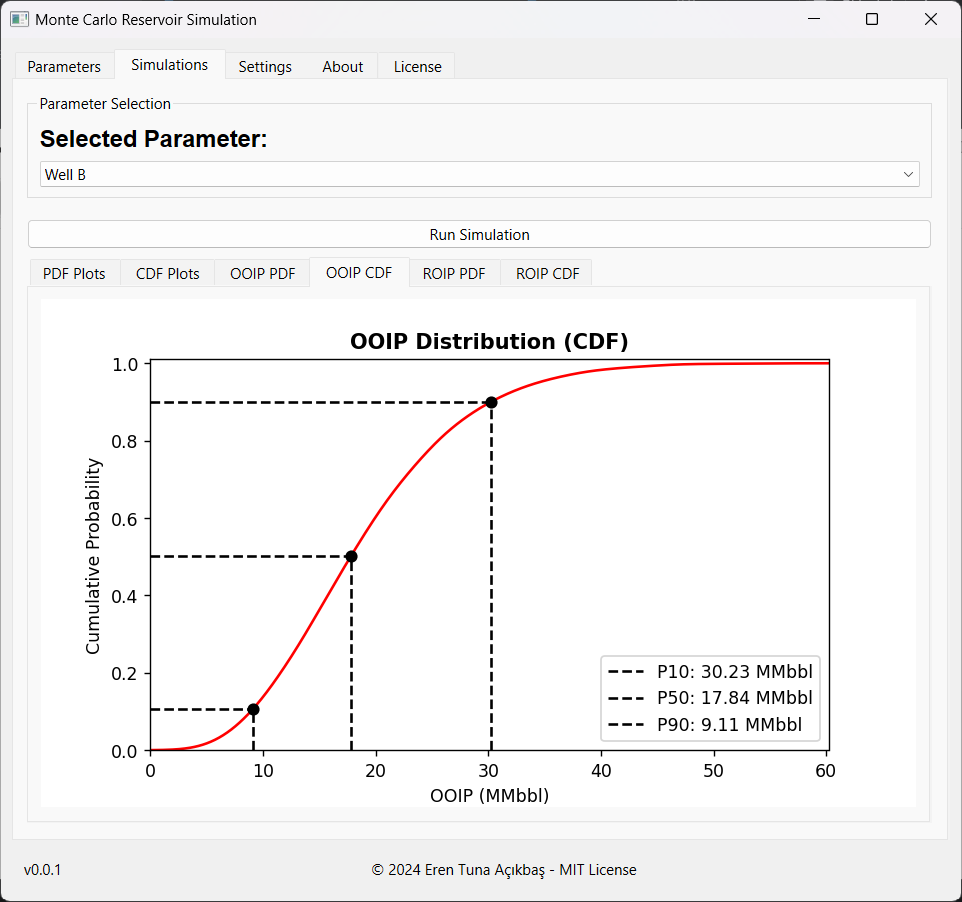 Monte Carlo Reservoir Simulation
Parameters Simulations Settings About License
Parameter Selection
Selected Parameter:
Well B
Run Simulation
PDF Plots CDF Plots OOIP PDF OOIP CDF ROIP PDF ROIP CDF
OOIP Distribution (CDF)
Cumulative Probability
1.0
0.8
0.6
0.4
0.2
0.0
P10: 30.23 MMbbl
P50: 17.84 MMbbl
P90: 9.11 MMbbl
0 10 20 30 40 50 60
OOIP (MMbbl)
v0.0.1 © 2024 Eren Tuna Açıkbaş - MIT License